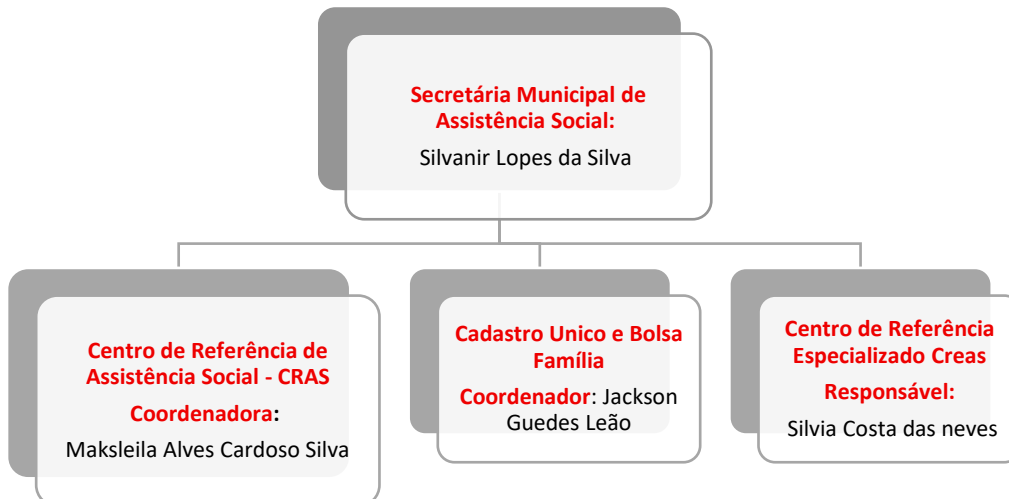 Secretária Municipal de
Assistência Social:
Silvanir Lopes da Silva
Centro de Referência de
Assistência Social - CRAS
Coordenadora:
Maksleila Alves Cardoso Silva
Cadastro Unico e Bolsa
Família
Coordenador: Jackson
Guedes Leão
Centro de Referência
Especializado Creas
Responsável:
Silvia Costa das neves